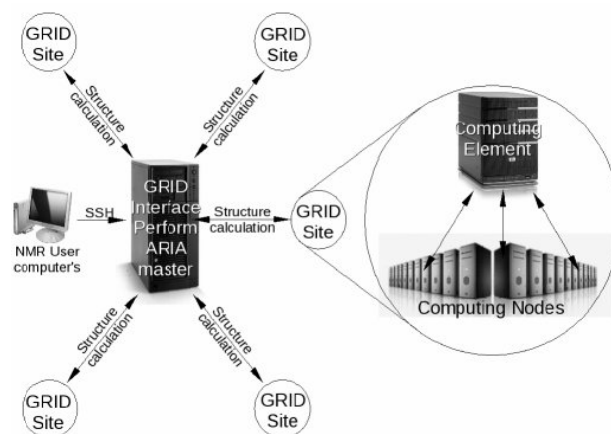 GRID
Site
GRID
Site
Structure
calculation
Structure
calculation
Computing
Element
GRID
Interface
Perform
ARIA
master
SSH
Structure
calculation
GRID
Site
NMR User
computer's
Computing Nodes
Structure
calculation
Structure
calculation
GRID
Site
GRID
Site